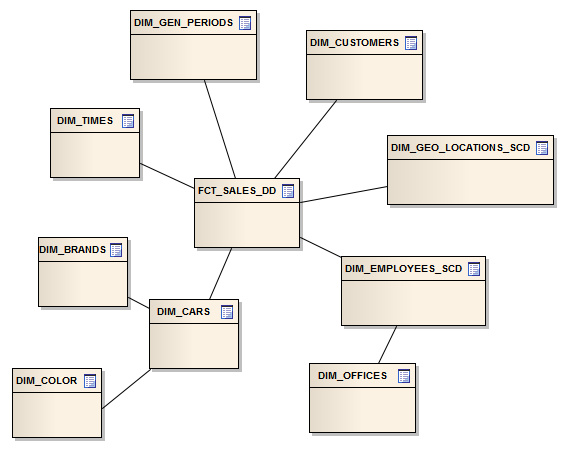 DIM_GEN_PERIODS
DIM_CUSTOMERS
DIM_TIMES
DIM_GEO_LOCATIONS_SCD
FCT_SALES_DD
DIM_BRANDS
DIM_EMPLOYEES_SCD
DIM_CARS
DIM_COLOR
DIM_OFFICES